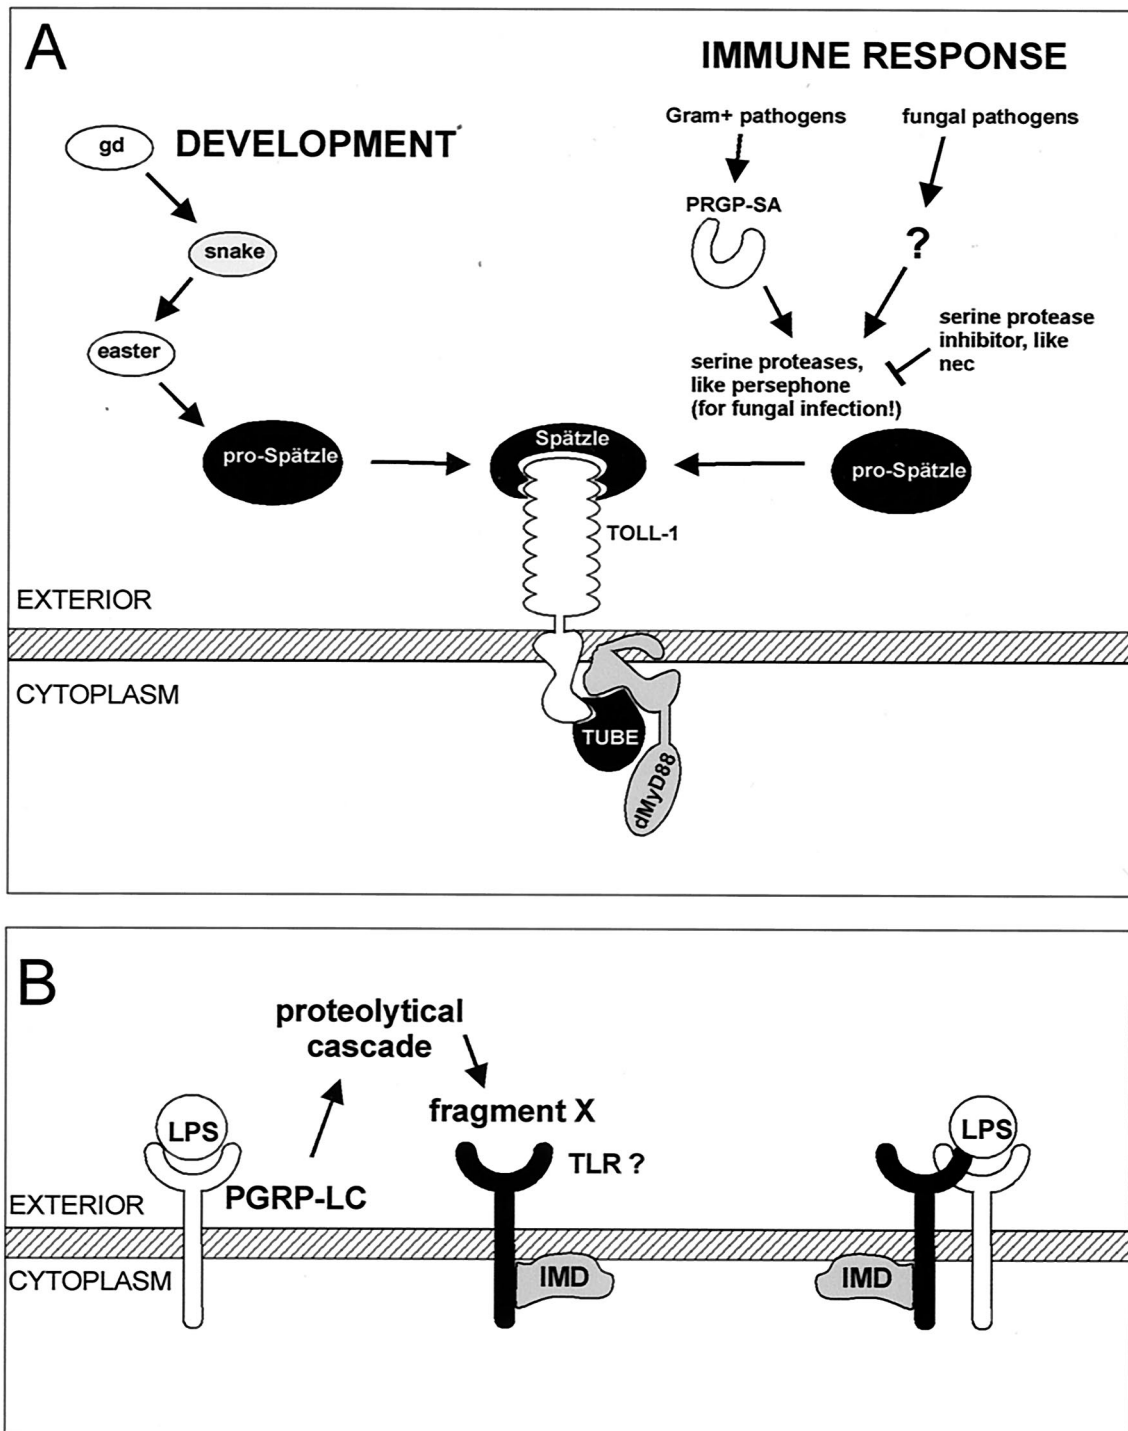 A
IMMUNE RESPONSE
Gram+ pathogens
fungal pathogens
gd
DEVELOPMENT
PRGP-SA
?
snake
serine protease
inhibitor, like
nec
easter
serine proteases,
like persephone
(for fungal infection!)
pro-Spätzle
Spätzle
pro-Spätzle
TOLL-1
EXTERIOR
CYTOPLASM
TUBE
dMyD88
B
proteolytical
cascade
fragment X
LPS
LPS
TLR ?
PGRP-LC
EXTERIOR
CYTOPLASM
IMD
IMD